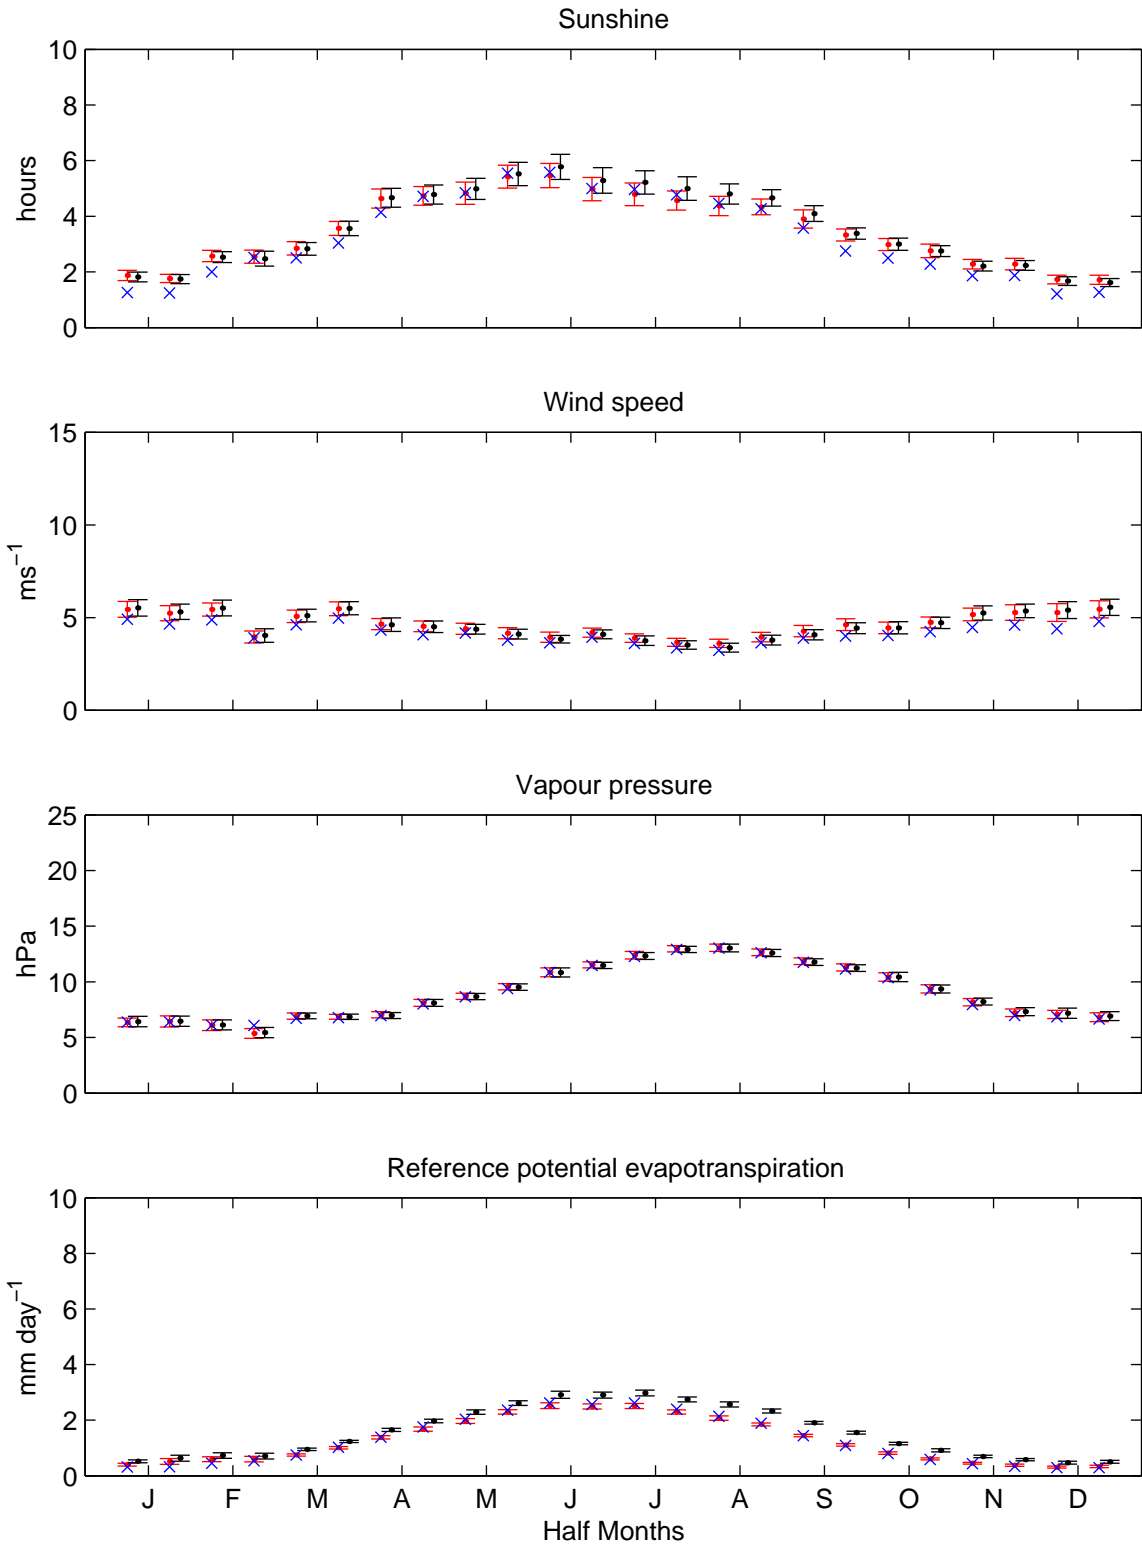 Sunshine
10
8
6
4
2
0
hours
Wind speed
15
10
5
0
ms⁻¹
Vapour pressure
25
20
15
10
5
0
hPa
Reference potential evapotranspiration
10
8
6
4
2
0
mm day⁻¹
J F M A M J J A S O N D
Half Months